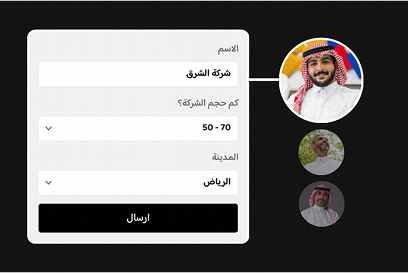 الاسم
شركة الشرق
كم حجم الشركة؟
50 - 70
المدينة
الرياض
ارسال